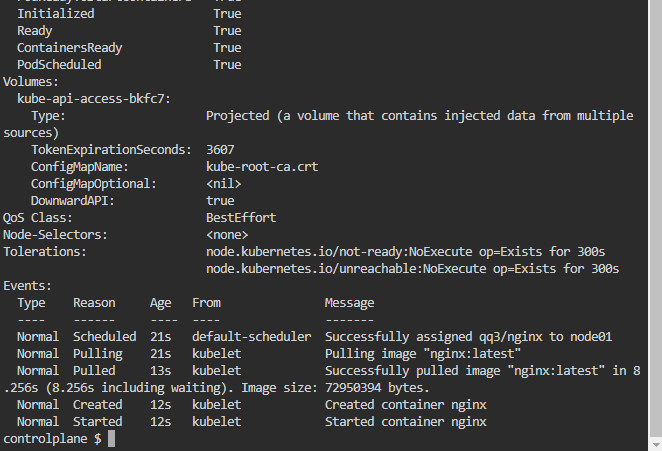 Initialized                 True
  Ready                       True
  ContainersReady             True
  PodScheduled                True
Volumes:
  kube-api-access-bkfc7:
    Type:                    Projected (a volume that contains injected data from multiple
sources)
    TokenExpirationSeconds:  3607
    ConfigMapName:           kube-root-ca.crt
    ConfigMapOptional:       <nil>
    DownwardAPI:             true
QoS Class:                   BestEffort
Node-Selectors:              <none>
Tolerations:                 node.kubernetes.io/not-ready:NoExecute op=Exists for 300s
                             node.kubernetes.io/unreachable:NoExecute op=Exists for 300s
Events:
  Type    Reason     Age   From               Message
  ----    ------     ----  ----               -------
  Normal  Scheduled  21s   default-scheduler  Successfully assigned qq3/nginx to node01
  Normal  Pulling    21s   kubelet            Pulling image "nginx:latest"
  Normal  Pulled     13s   kubelet            Successfully pulled image "nginx:latest" in 8
.256s (8.256s including waiting). Image size: 72950394 bytes.
  Normal  Created    12s   kubelet            Created container nginx
  Normal  Started    12s   kubelet            Started container nginx
controlplane $